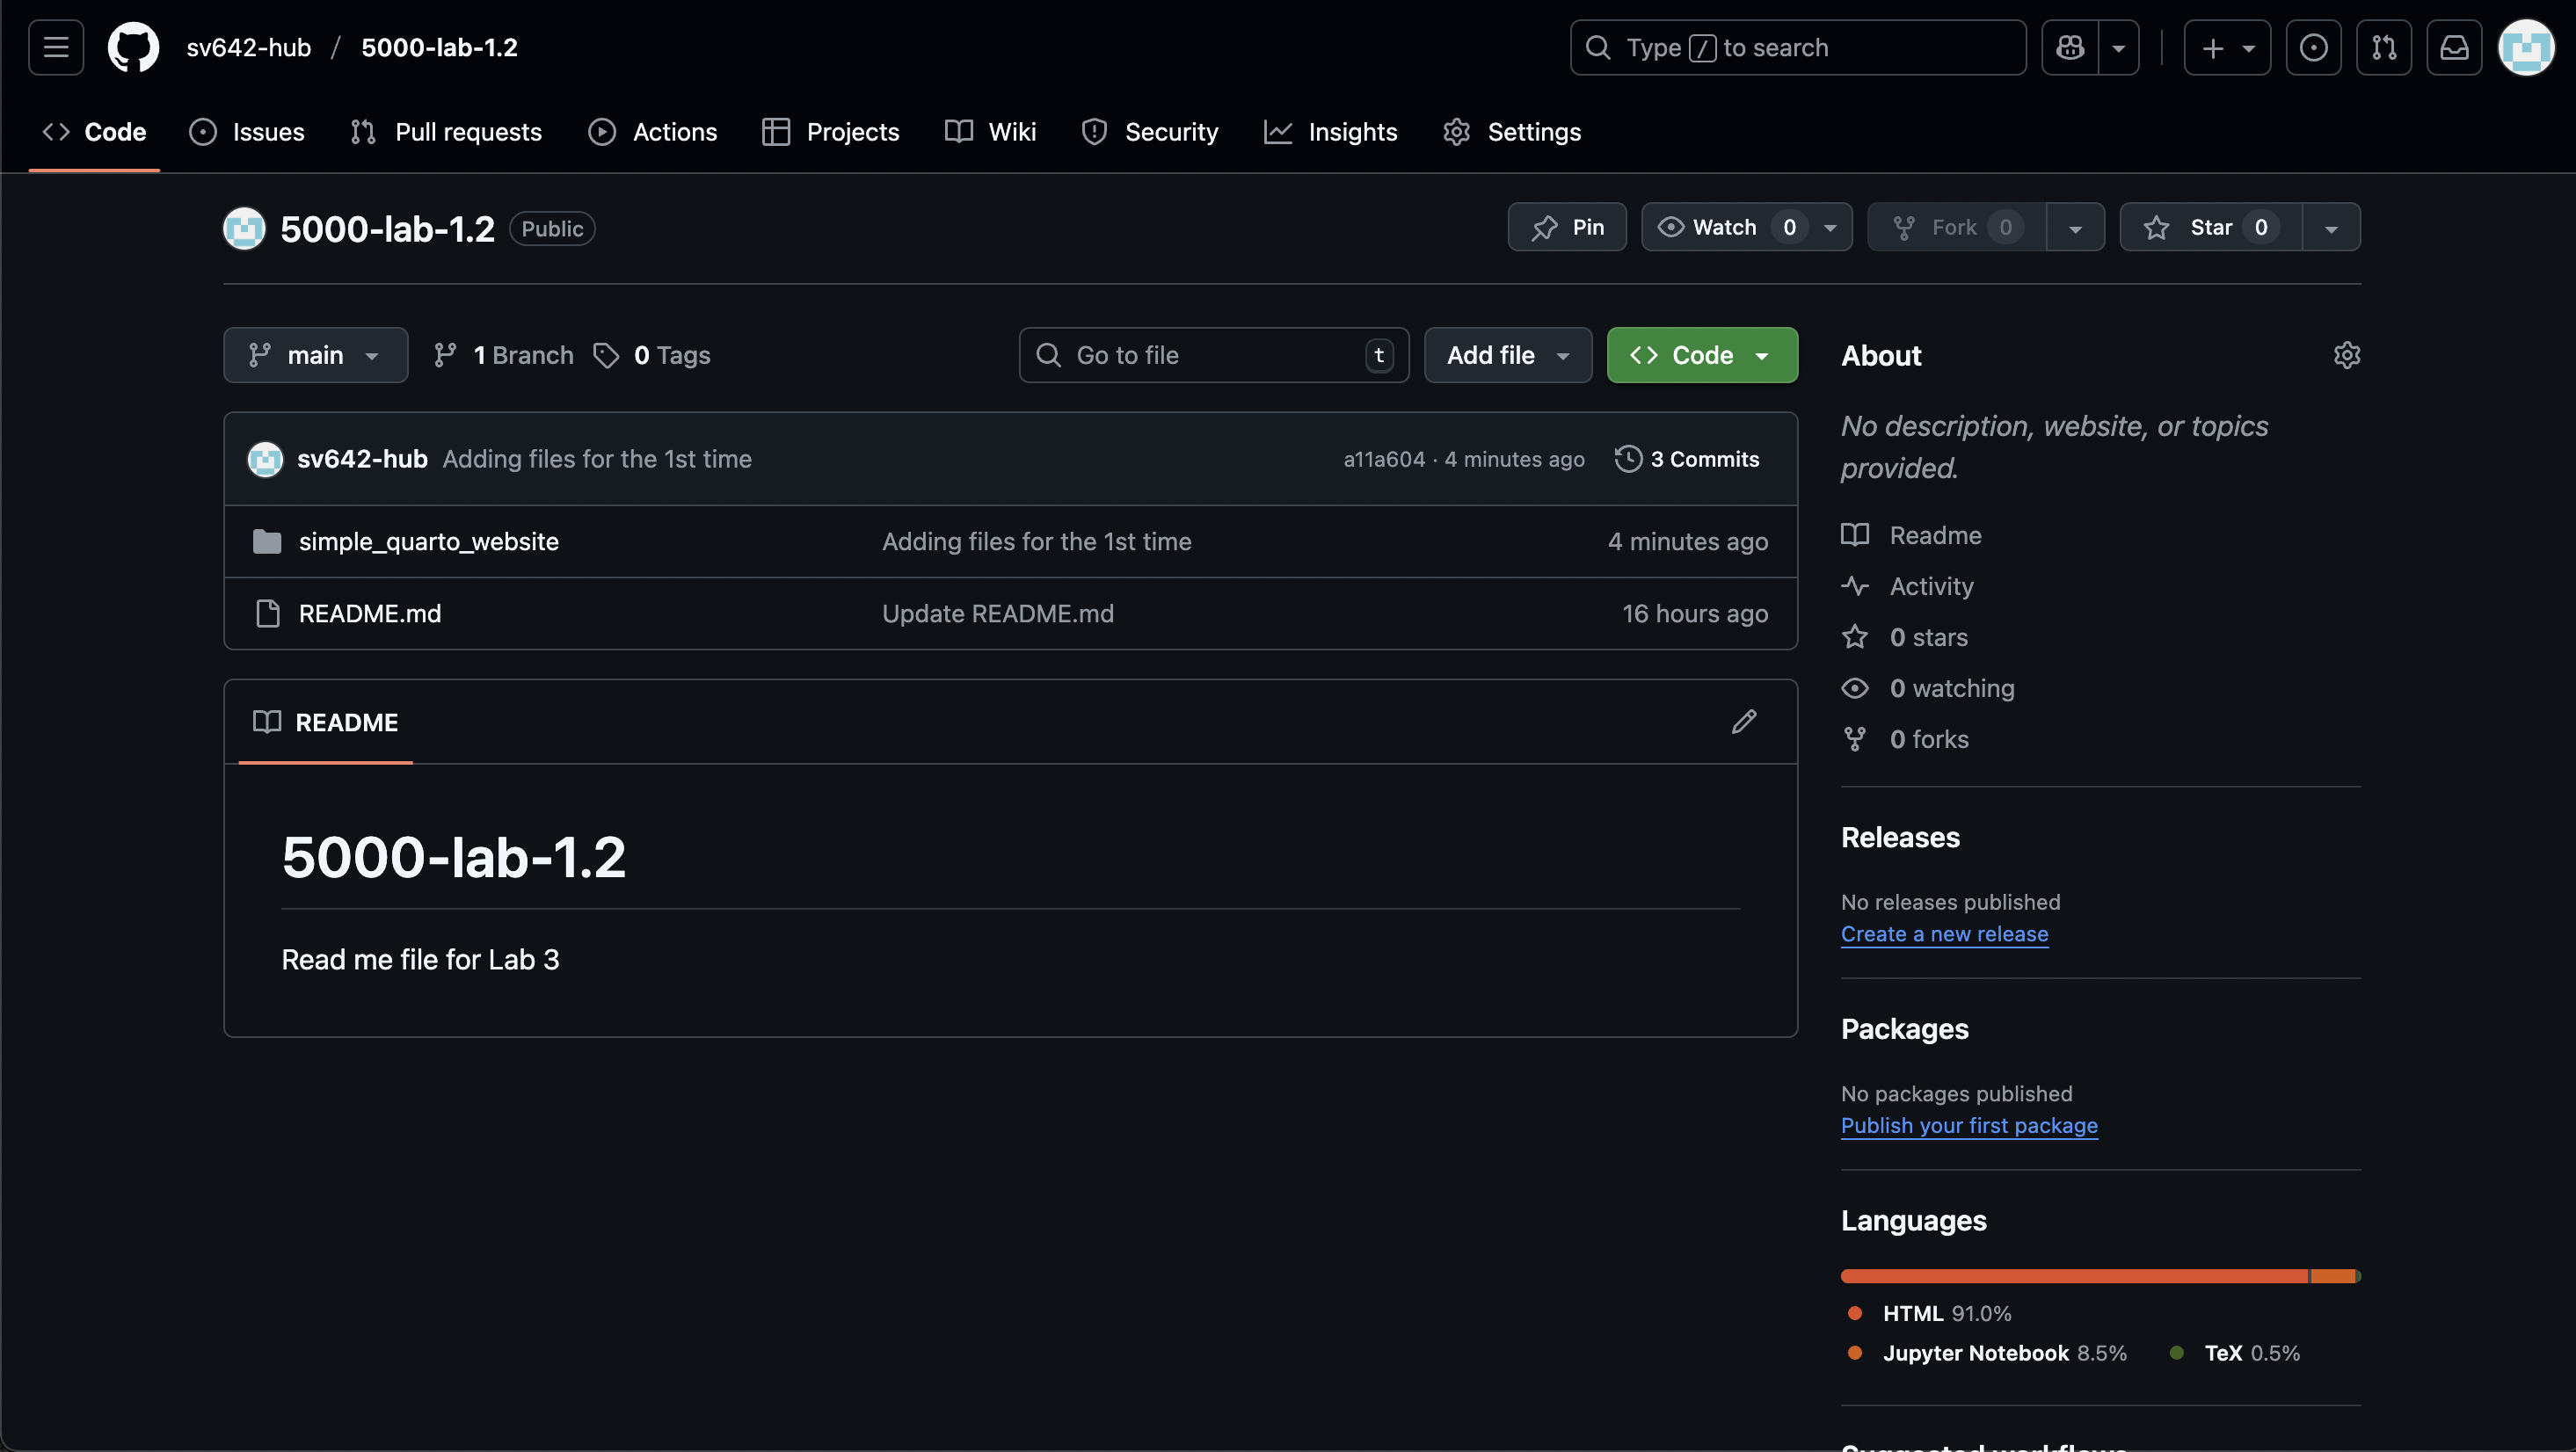 sv642-hub / 5000-lab-1.2
Type / to search
Code
Issues
Pull requests
Actions
Projects
Wiki
Security
Insights
Settings
5000-lab-1.2 Public
Pin
Watch 0
Fork 0
Star 0
main
1 Branch
0 Tags
Go to file t
Add file
Code
sv642-hub Adding files for the 1st time a11a604 · 4 minutes ago 3 Commits
simple_quarto_website Adding files for the 1st time 4 minutes ago
README.md Update README.md 16 hours ago
README
5000-lab-1.2
Read me file for Lab 3
About
No description, website, or topics
provided.
Readme
Activity
0 stars
0 watching
0 forks
Releases
No releases published
Create a new release
Packages
No packages published
Publish your first package
Languages
HTML 91.0%
Jupyter Notebook 8.5% TeX 0.5%
Suggested workflows